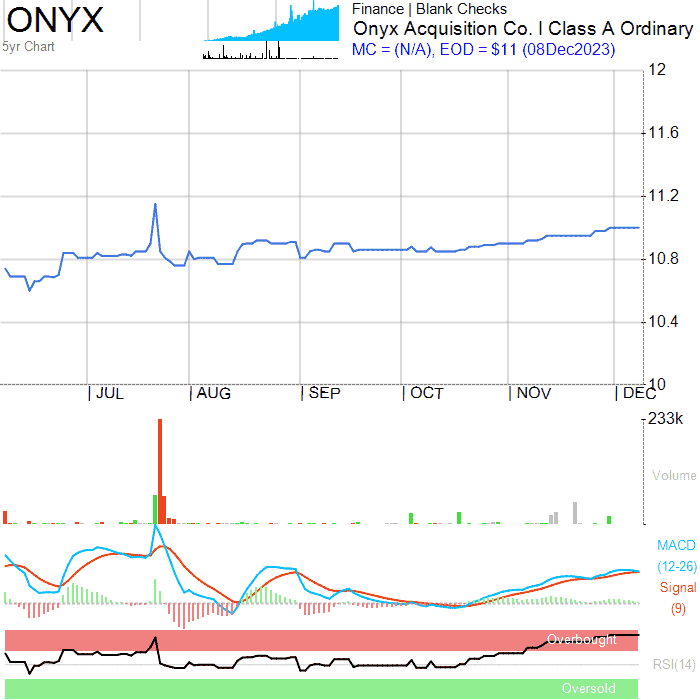 ONYX
5yr Chart
Finance | Blank Checks
Onyx Acquisition Co. I Class A Ordinary
MC = (N/A), EOD = $11 (08Dec2023)
12
11.6
11.2
10.8
10.4
10
JUL AUG SEP OCT NOV DEC
233k
Volume
MACD
(12-26)
Signal
(9)
Overbought
RSI(14)
Oversold